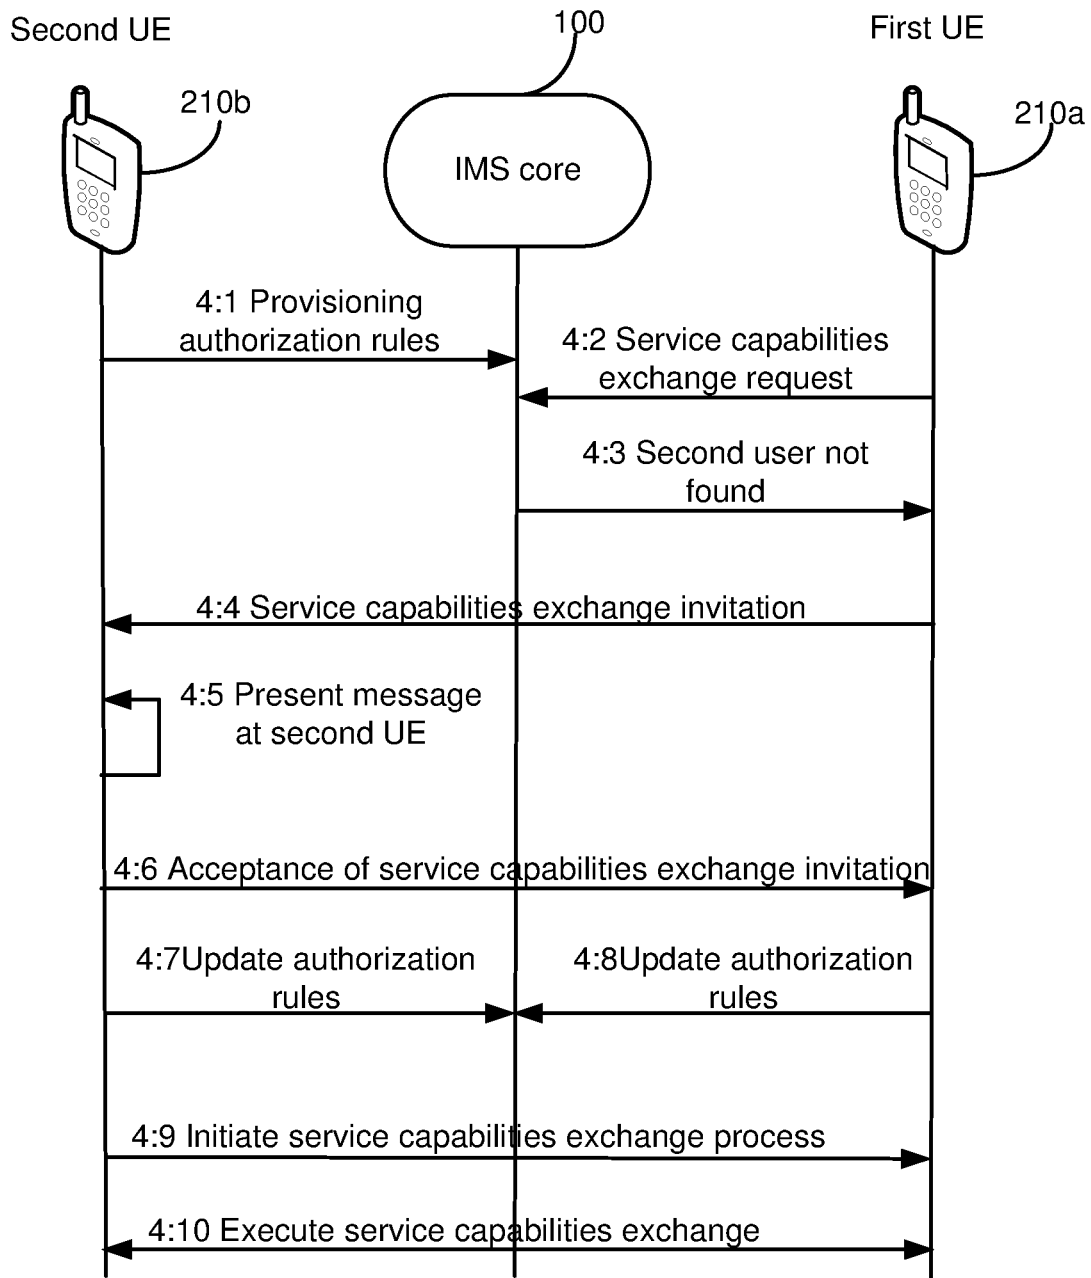 Second UE
100
First UE
210b
210a
IMS core
4:1 Provisioning
authorization rules
4:2 Service capabilities
exchange request
4:3 Second user not
found
4:4 Service capabilities exchange invitation
4:5 Present message
at second UE
4:6 Acceptance of service capabilities exchange invitation
4:7Update authorization
rules
4:8Update authorization
rules
4:9 Initiate service capabilities exchange process
4:10 Execute service capabilities exchange